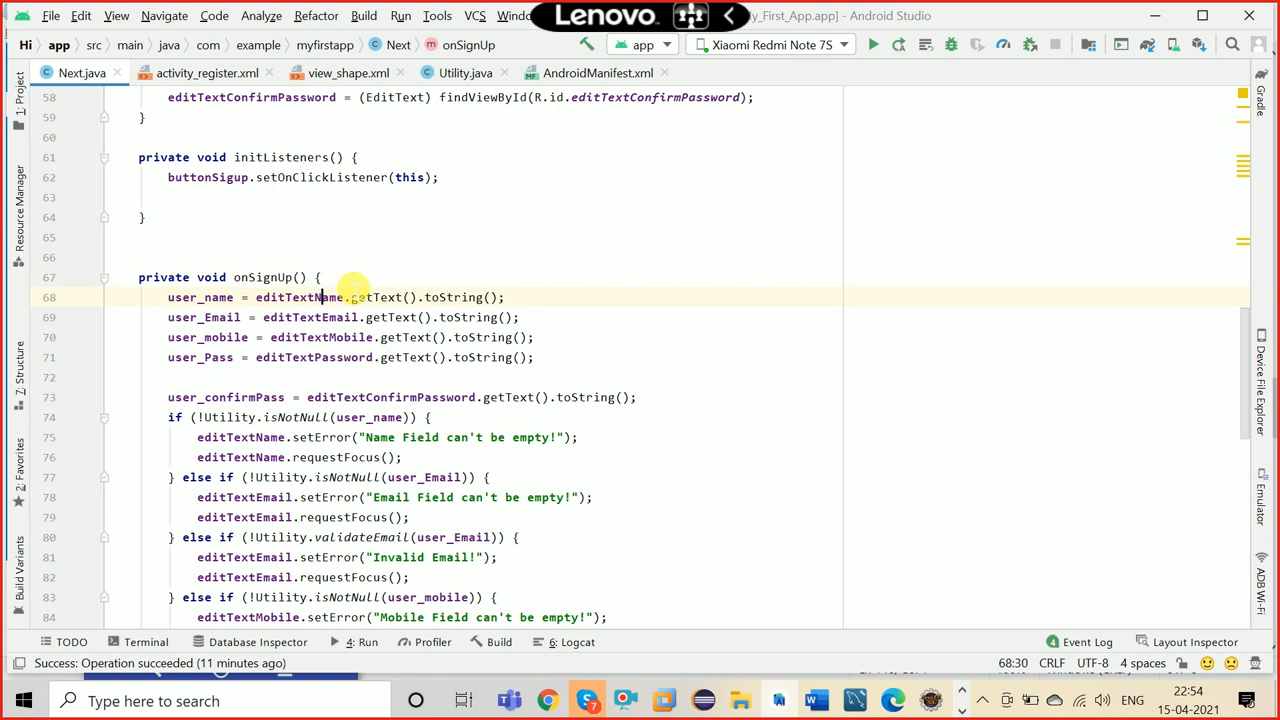 File Edit View Navigate Code Analyze Refactor Build Run Tools VCS Windo
Lenovo
y_First_App.app] - Android Studio
Hi app src main java com example myfirstapp Next onSignUp
app Xiaomi Redmi Note 7S
Next.java activity_register.xml view_shape.xml Utility.java AndroidManifest.xml
58 editTextConfirmPassword = (EditText) findViewById(R.id.editTextConfirmPassword);
59 }
60
61 private void initListeners() {
62 buttonSigup.setOnClickListener(this);
63
64 }
65
66
67 private void onSignUp() {
68 user_name = editTextName.getText().toString();
69 user_Email = editTextEmail.getText().toString();
70 user_mobile = editTextMobile.getText().toString();
71 user_Pass = editTextPassword.getText().toString();
72
73 user_confirmPass = editTextConfirmPassword.getText().toString();
74 if (!Utility.isNotNull(user_name)) {
75 editTextName.setError("Name Field can't be empty!");
76 editTextName.requestFocus();
77 } else if (!Utility.isNotNull(user_Email)) {
78 editTextEmail.setError("Email Field can't be empty!");
79 editTextEmail.requestFocus();
80 } else if (!Utility.validateEmail(user_Email)) {
81 editTextEmail.setError("Invalid Email!");
82 editTextEmail.requestFocus();
83 } else if (!Utility.isNotNull(user_mobile)) {
84 editTextMobile.setError("Mobile Field can't be empty!");
1: Project
Resource Manager
7: Structure
2: Favorites
Build Variants
Gradle
Device File Explorer
Emulator
ADB Wi-Fi
TODO Terminal Database Inspector 4: Run Profiler Build 6: Logcat 4 Event Log Layout Inspector
Success: Operation succeeded (11 minutes ago) 68:30 CRLF UTF-8 4 spaces
Type here to search
7
ENG
22:54
15-04-2021